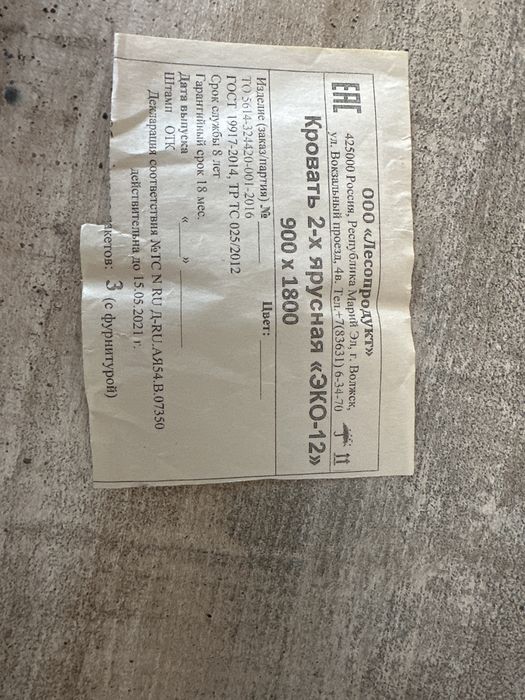 EAC
ООО «Лесопродукт»
425000 Россия, Республика Марий Эл, г. Волжск,
ул. Вокзальный проезд, 4в. Тел.+7(83631) 6-34-70
Кровать 2-х ярусная «ЭКО-12»
900 х 1800
Изделие (заказ/партия) №
Цвет:
ТО 5614-324420-001-2016
ГОСТ 19917-2014, ТР ТС 025/2012
Срок службы 8 лет
Гарантийный срок 18 мес.
Дата выпуска « »
Штамп ОТК
Декларация соответствия №ТС N RU Д-RU.АЯ54.В.07350
действительна до 15.05.2021 г.
акетов: 3 (с фурнитурой)